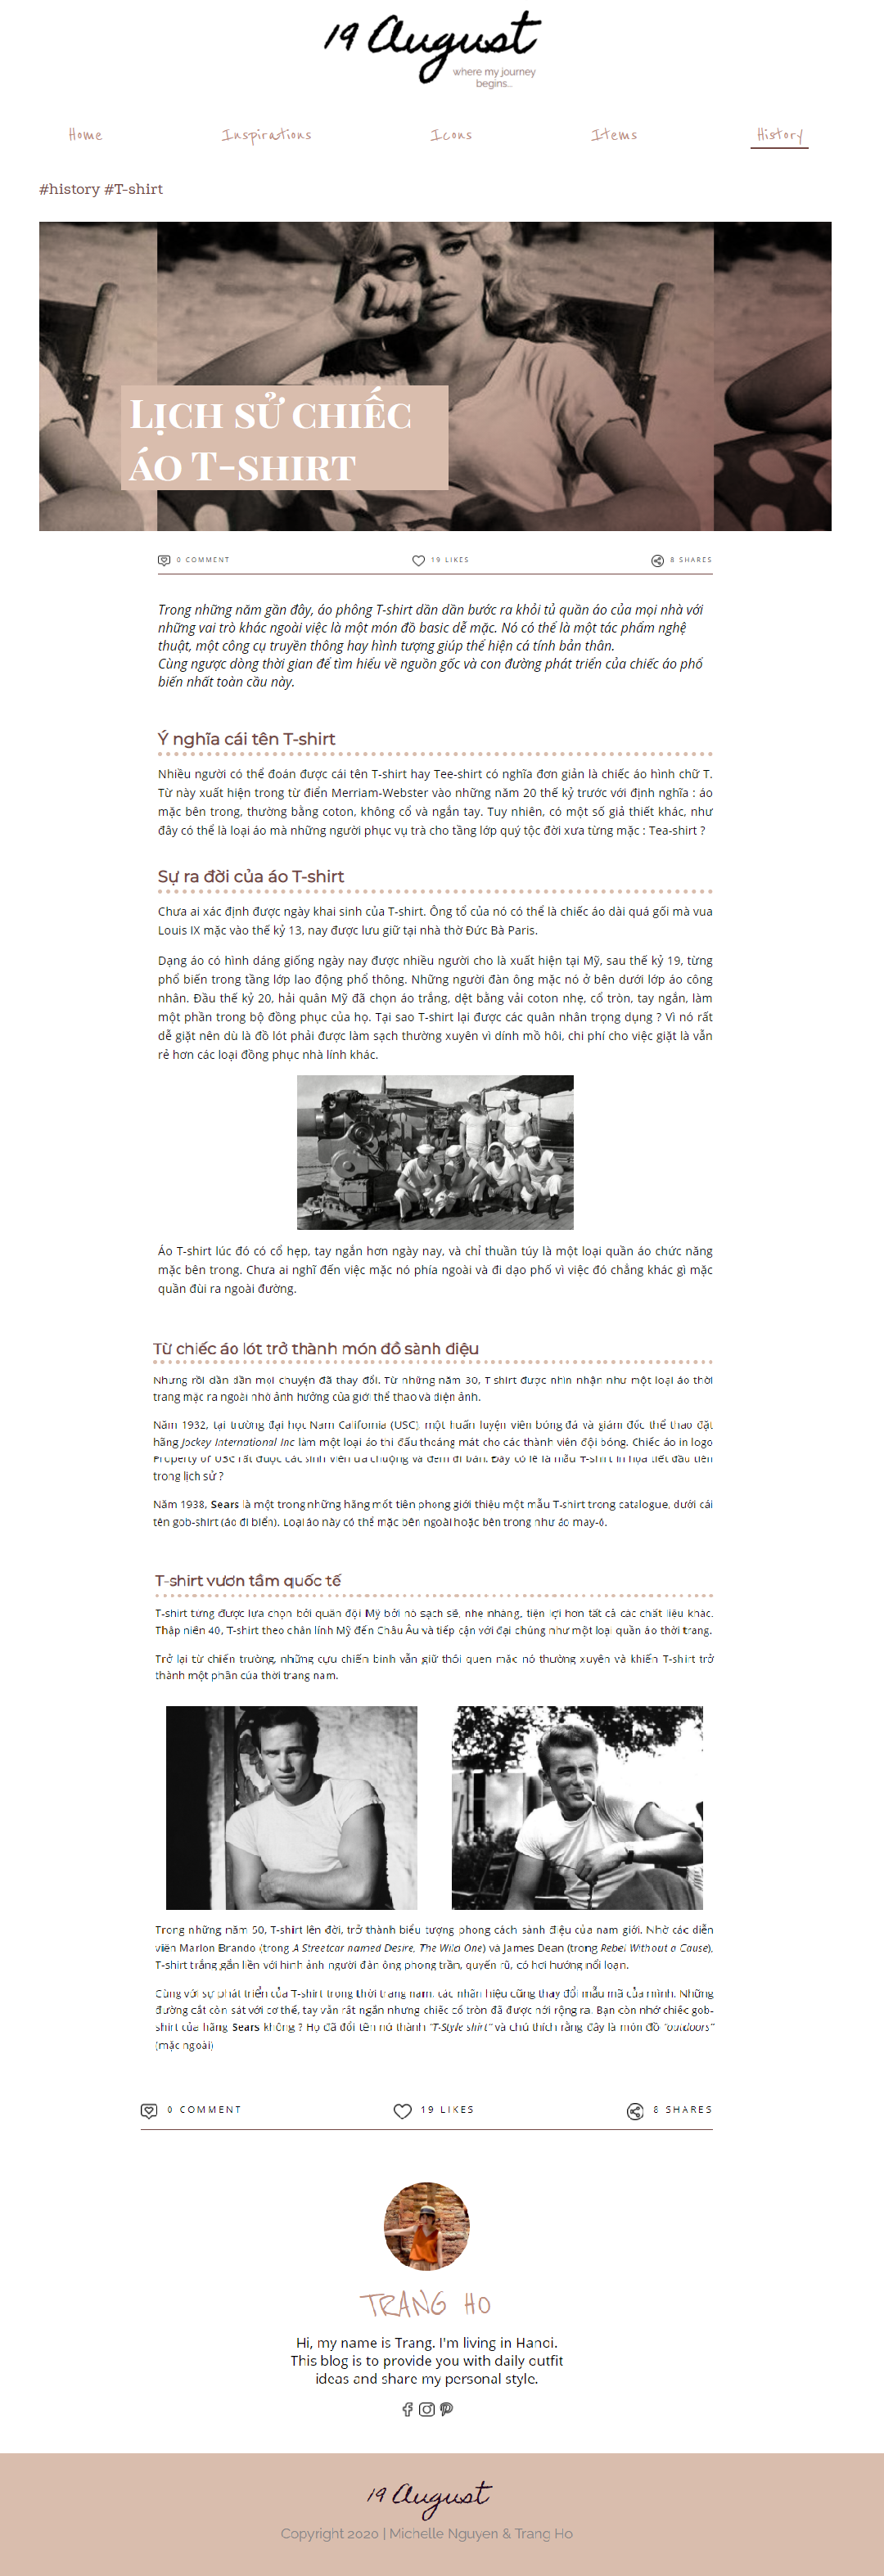 19 August
where my journey
begins...
Home Inspirations Icons Items History
#history #T-shirt
Lịch sử chiếc
áo T-shirt
0 COMMENT 19 LIKES 8 SHARES
Trong những năm gần đây, áo phông T-shirt dần dần bước ra khỏi tủ quần áo của mọi nhà với
những vai trò khác ngoài việc là một món đồ basic dễ mặc. Nó có thể là một tác phẩm nghệ
thuật, một công cụ truyền thông hay hình tượng giúp thể hiện cá tính bản thân.
Cùng ngược dòng thời gian để tìm hiểu về nguồn gốc và con đường phát triển của chiếc áo phổ
biến nhất toàn cầu này.
Ý nghĩa cái tên T-shirt
Nhiều người có thể đoán được cái tên T-shirt hay Tee-shirt có nghĩa đơn giản là chiếc áo hình chữ T.
Từ này xuất hiện trong từ điển Merriam-Webster vào những năm 20 thế kỷ trước với định nghĩa : áo
mặc bên trong, thường bằng coton, không cổ và ngắn tay. Tuy nhiên, có một số giả thiết khác, như
đây có thể là loại áo mà những người phục vụ trà cho tầng lớp quý tộc đời xưa từng mặc : Tea-shirt ?
Sự ra đời của áo T-shirt
Chưa ai xác định được ngày khai sinh của T-shirt. Ông tổ của nó có thể là chiếc áo dài quá gối mà vua
Louis IX mặc vào thế kỷ 13, nay được lưu giữ tại nhà thờ Đức Bà Paris.
Dạng áo có hình dáng giống ngày nay được nhiều người cho là xuất hiện tại Mỹ, sau thế kỷ 19, từng
phổ biến trong tầng lớp lao động phổ thông. Những người đàn ông mặc nó ở bên dưới lớp áo công
nhân. Đầu thế kỷ 20, hải quân Mỹ đã chọn áo trắng, dệt bằng vải coton nhẹ, cổ tròn, tay ngắn, làm
một phần trong bộ đồng phục của họ. Tại sao T-shirt lại được các quân nhân trọng dụng ? Vì nó rất
dễ giặt nên dù là đồ lót phải được làm sạch thường xuyên vì dính mồ hôi, chi phí cho việc giặt là vẫn
rẻ hơn các loại đồng phục nhà lính khác.
Áo T-shirt lúc đó có cổ hẹp, tay ngắn hơn ngày nay, và chỉ thuần túy là một loại quần áo chức năng
mặc bên trong. Chưa ai nghĩ đến việc mặc nó phía ngoài và đi dạo phố vì việc đó chẳng khác gì mặc
quần đùi ra ngoài đường.
Từ chiếc áo lót trở thành món đồ sành điệu
Nhưng rồi dần dần mọi chuyện đã thay đổi. Từ những năm 30, T-shirt được nhìn nhận như một loại áo thời
trang mặc ra ngoài nhờ ảnh hưởng của giới thể thao và điện ảnh.
Năm 1932, tại trường đại học Nam California (USC), một huấn luyện viên bóng đá và giám đốc thể thao đặt
hãng Jockey International Inc làm một loại áo thi đấu thoáng mát cho các thành viên đội bóng. Chiếc áo in logo
Property of USC rất được các sinh viên ưa chuộng và đem đi bán. Đây có lẽ là mẫu T-shirt in họa tiết đầu tiên
trong lịch sử ?
Năm 1938, Sears là một trong những hãng mốt tiên phong giới thiệu một mẫu T-shirt trong catalogue, dưới cái
tên gob-shirt (áo đi biển). Loại áo này có thể mặc bên ngoài hoặc bên trong như áo may-ô.
T-shirt vươn tầm quốc tế
T-shirt từng được lựa chọn bởi quân đội Mỹ bởi nó sạch sẽ, nhẹ nhàng, tiện lợi hơn tất cả các chất liệu khác.
Thập niên 40, T-shirt theo chân lính Mỹ đến Châu Âu và tiếp cận với đại chúng như một loại quần áo thời trang.
Trở lại từ chiến trường, những cựu chiến binh vẫn giữ thói quen mặc nó thường xuyên và khiến T-shirt trở
thành một phần của thời trang nam.
Trong những năm 50, T-shirt lên đời, trở thành biểu tượng phong cách sành điệu của nam giới. Nhờ các diễn
viên Marlon Brando (trong A Streetcar named Desire, The Wild One) và James Dean (trong Rebel Without a Cause),
T-shirt trắng gắn liền với hình ảnh người đàn ông phong trần, quyến rũ, có hơi hướng nổi loạn.
Cùng với sự phát triển của T-shirt trong thời trang nam, các nhãn hiệu cũng thay đổi mẫu mã của mình. Những
đường cắt còn sát với cơ thể, tay vẫn rất ngắn nhưng chiếc cổ tròn đã được nới rộng ra. Bạn còn nhớ chiếc gob-
shirt của hãng Sears không ? Họ đã đổi tên nó thành "T-Style shirt" và chú thích rằng đây là món đồ "outdoors"
(mặc ngoài)
0 COMMENT 19 LIKES 8 SHARES
TRANG HO
Hi, my name is Trang. I'm living in Hanoi.
This blog is to provide you with daily outfit
ideas and share my personal style.
19 August
Copyright 2020 | Michelle Nguyen & Trang Ho